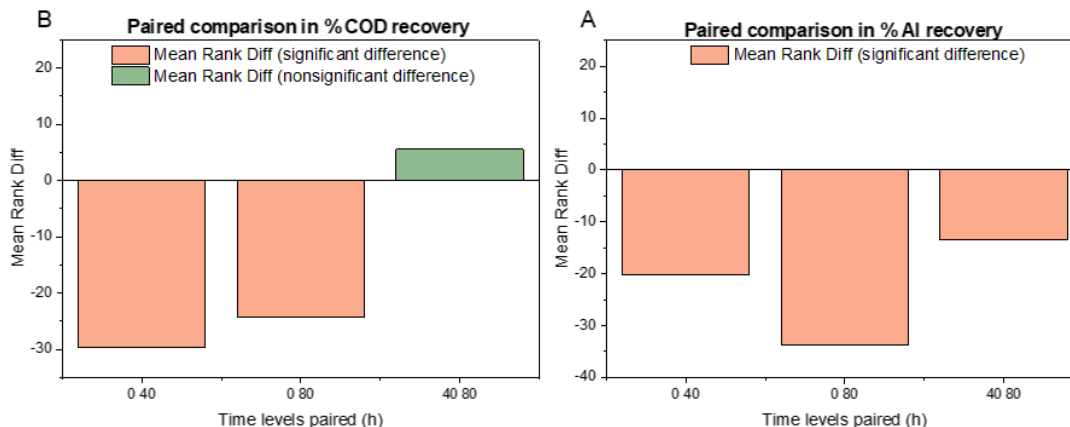 B
Paired comparison in % COD recovery
Mean Rank Diff (significant difference)
Mean Rank Diff (nonsignificant difference)
20
10
0
-10
-20
-30
Mean Rank Diff
0 40
0 80
40 80
Time levels paired (h)
A
Paired comparison in % Al recovery
Mean Rank Diff (significant difference)
20
10
0
-10
-20
-30
-40
Mean Rank Diff
0 40
0 80
40 80
Time levels paired (h)